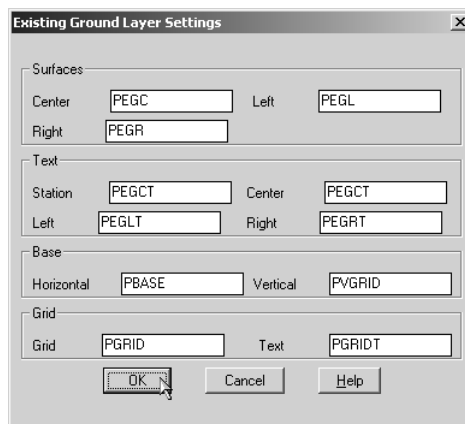 Existing Ground Layer Settings
Surfaces
Center PEGC Left PEGL
Right PEGR
Text
Station PEGCT Center PEGCT
Left PEGLT Right PEGRT
Base
Horizontal PBASE Vertical PVGRID
Grid
Grid PGRID Text PGRIDT
OK Cancel Help